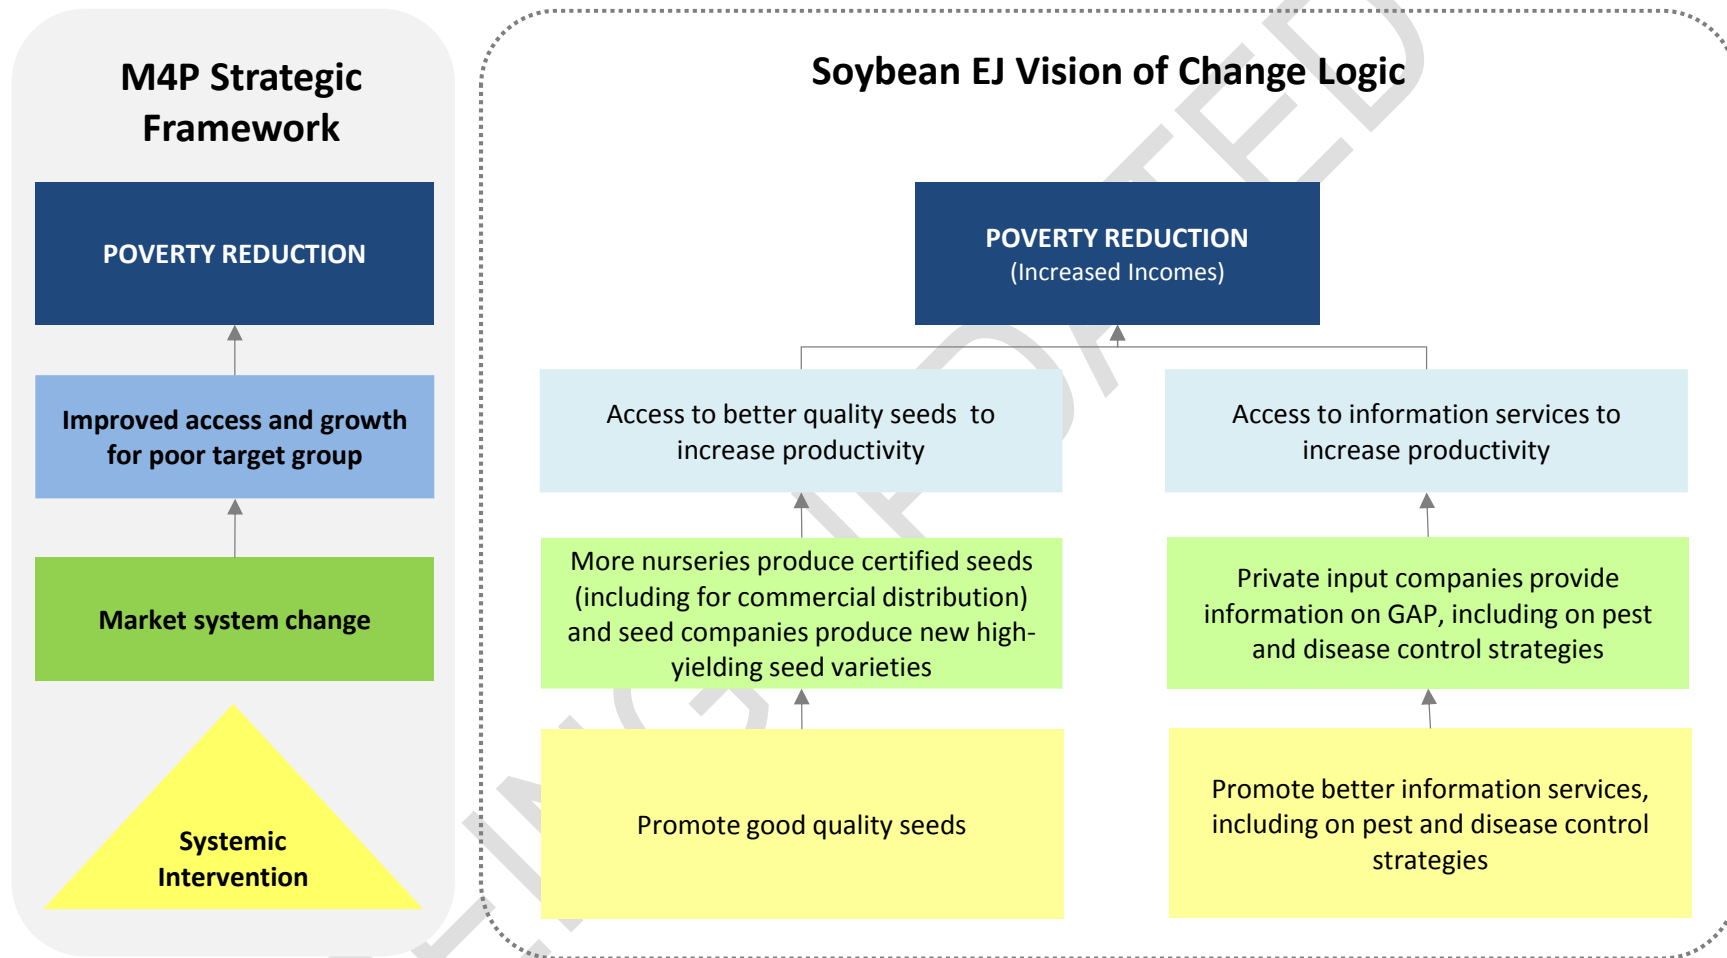 M4P Strategic
Framework
POVERTY REDUCTION
Improved access and growth
for poor target group
Market system change
Systemic
Intervention
Soybean EJ Vision of Change Logic
POVERTY REDUCTION
(Increased Incomes)
Access to better quality seeds to
increase productivity
Access to information services to
increase productivity
More nurseries produce certified seeds
(including for commercial distribution)
and seed companies produce new high-
yielding seed varieties
Private input companies provide
information on GAP, including on pest
and disease control strategies
Promote good quality seeds
Promote better information services,
including on pest and disease control
strategies